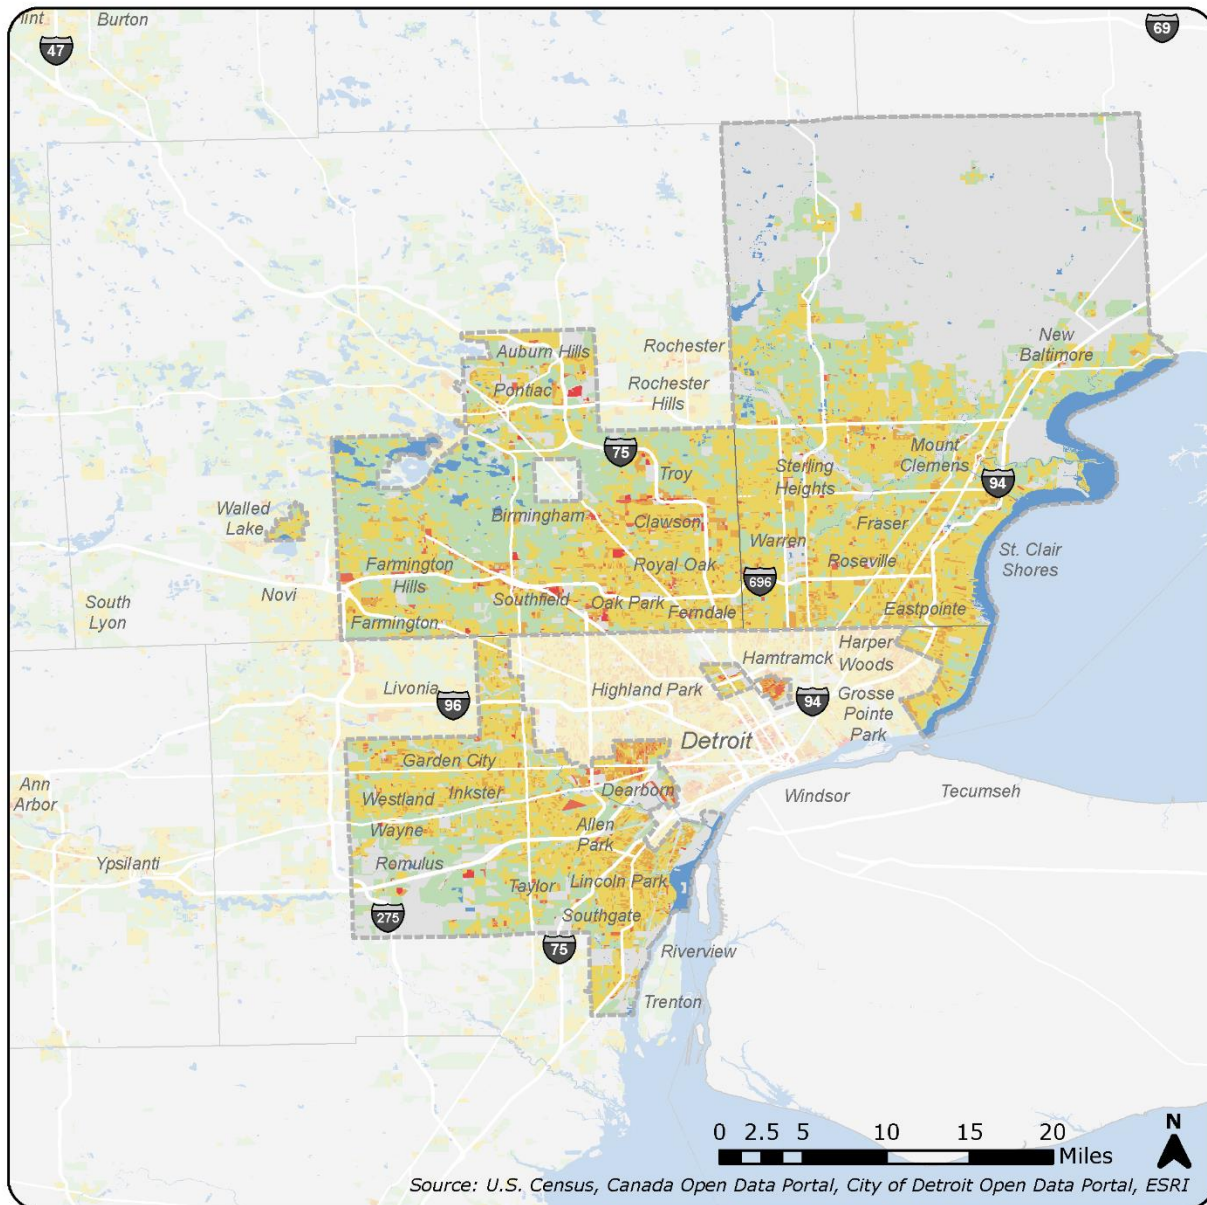 Burton
47
69
New
Baltimore
Rochester
Auburn Hills
Pontiac
Rochester
Hills
75
Mount
Clemens
Troy
Sterling
Heights
94
Walled
Lake
Birmingham
Clawson
Fraser
Warren
Roseville
St. Clair
Shores
Farmington
Hills
Royal Oak
696
Novi
Southfield
Oak Park
Ferndale
Eastpointe
South
Lyon
Farmington
Harper
Woods
Hamtramck
Livonia
Highland Park
96
94
Grosse
Pointe
Park
Detroit
Garden City
Ann
Arbor
Westland
Inkster
Dearborn
Windsor
Tecumseh
Wayne
Allen
Park
Ypsilanti
Romulus
Taylor
Lincoln Park
275
Southgate
75
Riverview
Trenton
0 2.5 5 10 15 20
Miles
N
Source: U.S. Census, Canada Open Data Portal, City of Detroit Open Data Portal, ESRI